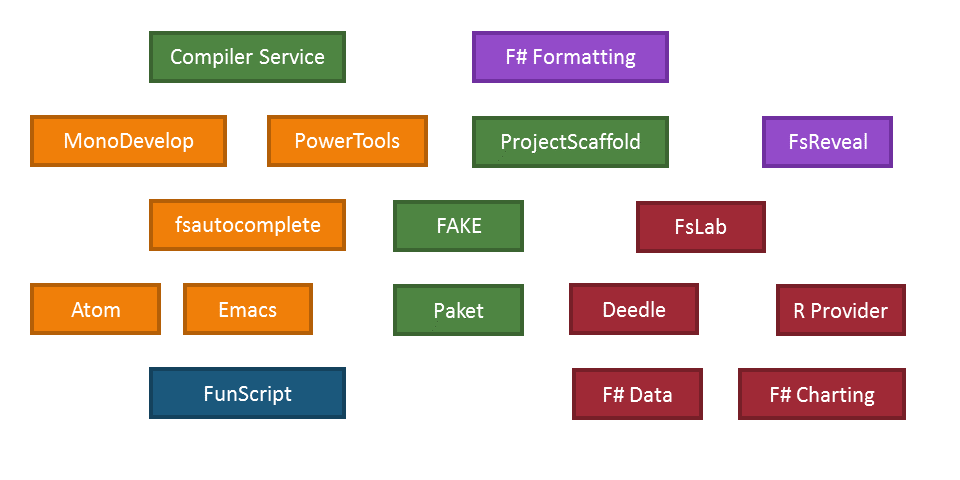 Compiler Service
F# Formatting
MonoDevelop
PowerTools
ProjectScaffold
FsReveal
fsautocomplete
FAKE
FsLab
Atom
Emacs
Paket
Deedle
R Provider
FunScript
F# Data
F# Charting